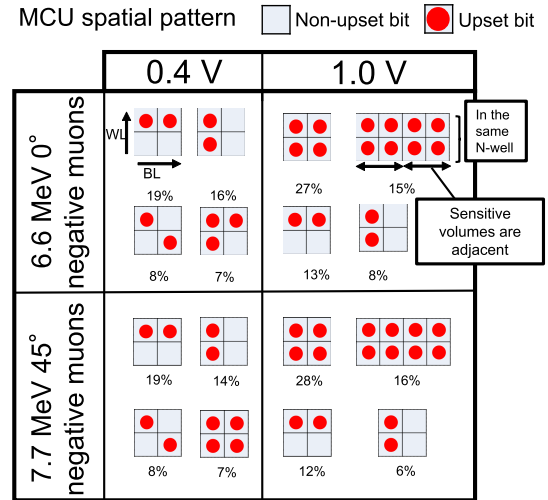 MCU spatial pattern
Non-upset bit
Upset bit
0.4 V
1.0 V
6.6 MeV 0°
negative muons
WL
BL
19%
16%
8%
7%
27%
15%
13%
8%
In the
same
N-well
Sensitive
volumes are
adjacent
7.7 MeV 45°
negative muons
19%
14%
8%
7%
28%
16%
12%
6%